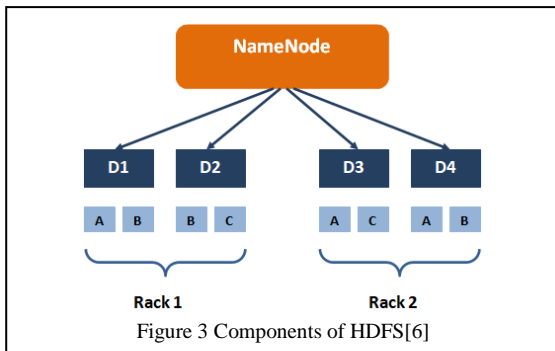 NameNode
D1 D2 D3 D4
A B B C A C A B
Rack 1 Rack 2
Figure 3 Components of HDFS[6]